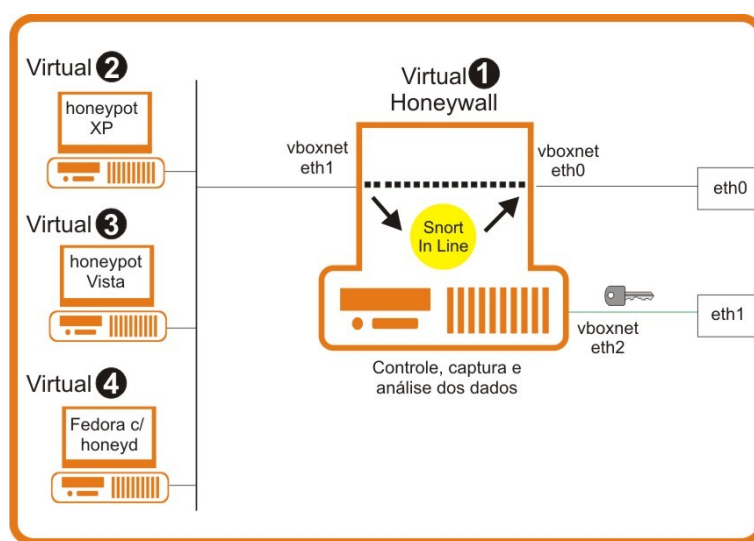 Virtual 2
honeypot
XP
Virtual 3
honeypot
Vista
Virtual 4
Fedora c/
honeyd
Virtual 1
Honeywall
vboxnet
eth1
vboxnet
eth0
Snort
In Line
eth0
vboxnet
eth2
eth1
Controle, captura e
análise dos dados